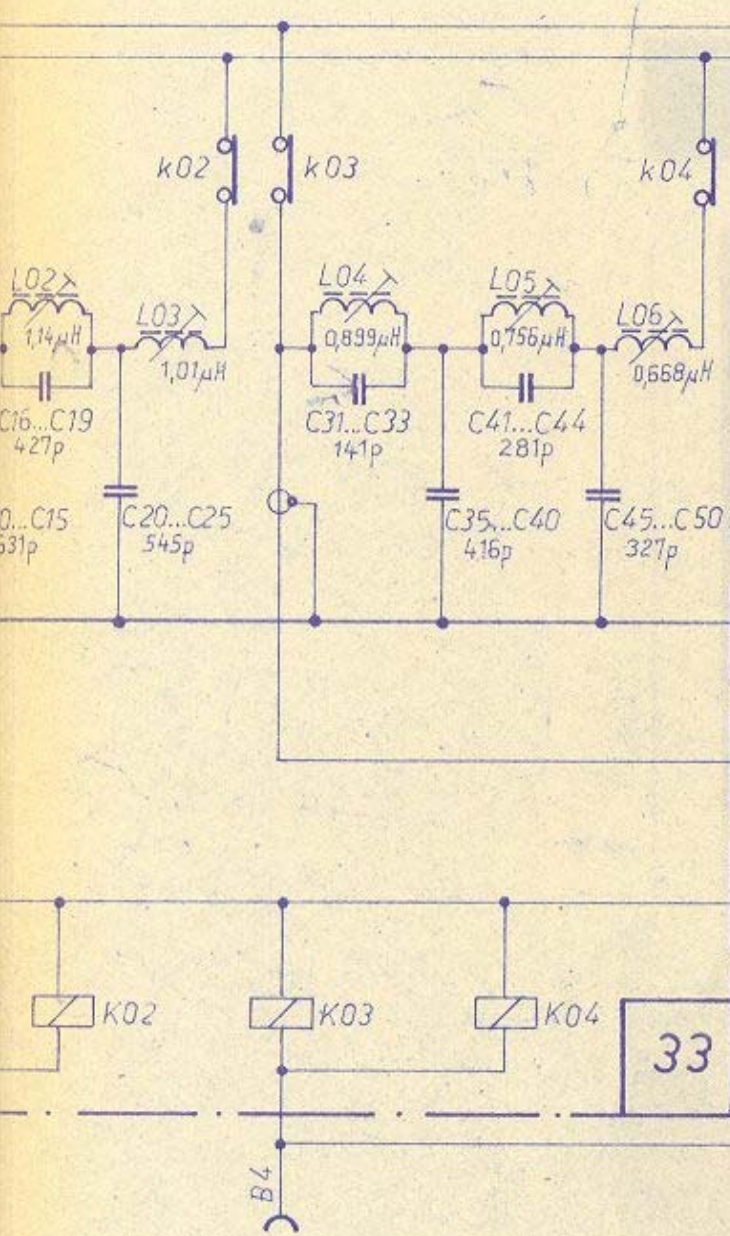 k02
k03
k04
L02
1,14µH
L03
1,01µH
L04
0,899µH
L05
0,756µH
L06
0,668µH
C16...C19
427p
C31...C33
141p
C41...C44
281p
C15
C20...C25
545p
C35...C40
416p
C45...C50
327p
K02
K03
K04
33
B4